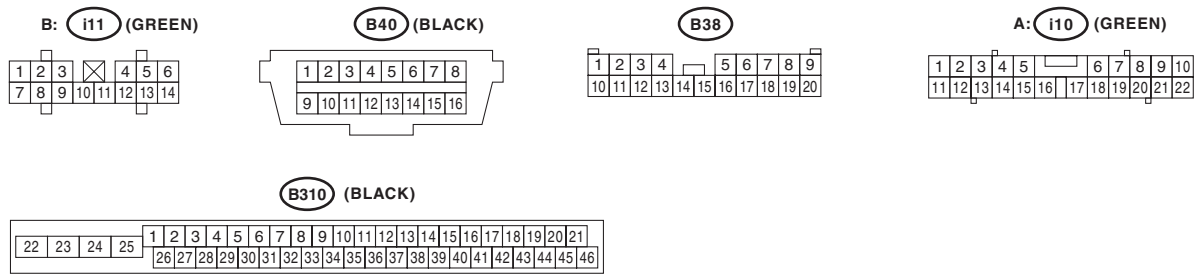 B: i11 (GREEN)
1 2 3 4 5 6
7 8 9 10 11 12 13 14
B40 (BLACK)
1 2 3 4 5 6 7 8
9 10 11 12 13 14 15 16
B38
1 2 3 4 5 6 7 8 9
10 11 12 13 14 15 16 17 18 19 20
A: i10 (GREEN)
1 2 3 4 5 6 7 8 9 10
11 12 13 14 15 16 17 18 19 20 21 22
B310 (BLACK)
22 23 24 25 1 2 3 4 5 6 7 8 9 10 11 12 13 14 15 16 17 18 19 20 21
26 27 28 29 30 31 32 33 34 35 36 37 38 39 40 41 42 43 44 45 46